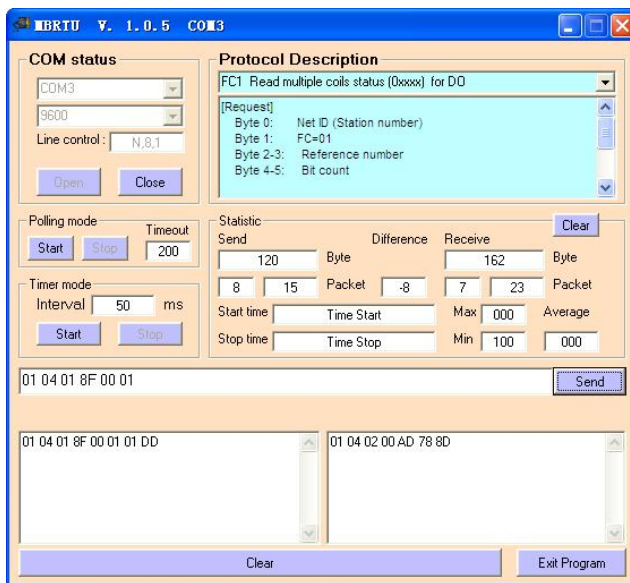 MBRTU V. 1.0.5 COM3
COM status
COM3
9600
Line control : N,8,1
Open Close
Protocol Description
FC1 Read multiple coils status (0xxxx) for DO
[Request]
Byte 0: Net ID (Station number)
Byte 1: FC=01
Byte 2-3: Reference number
Byte 4-5: Bit count
Polling mode
Timeout
Start Stop 200
Timer mode
Interval 50 ms
Start Stop
Statistic
Clear
Send Difference Receive
120 Byte 162 Byte
8 15 Packet -8 7 23 Packet
Start time Time Start Max 000 Average
Stop time Time Stop Min 100 000
01 04 01 8F 00 01
Send
01 04 01 8F 00 01 01 DD
01 04 02 00 AD 78 8D
Clear
Exit Program